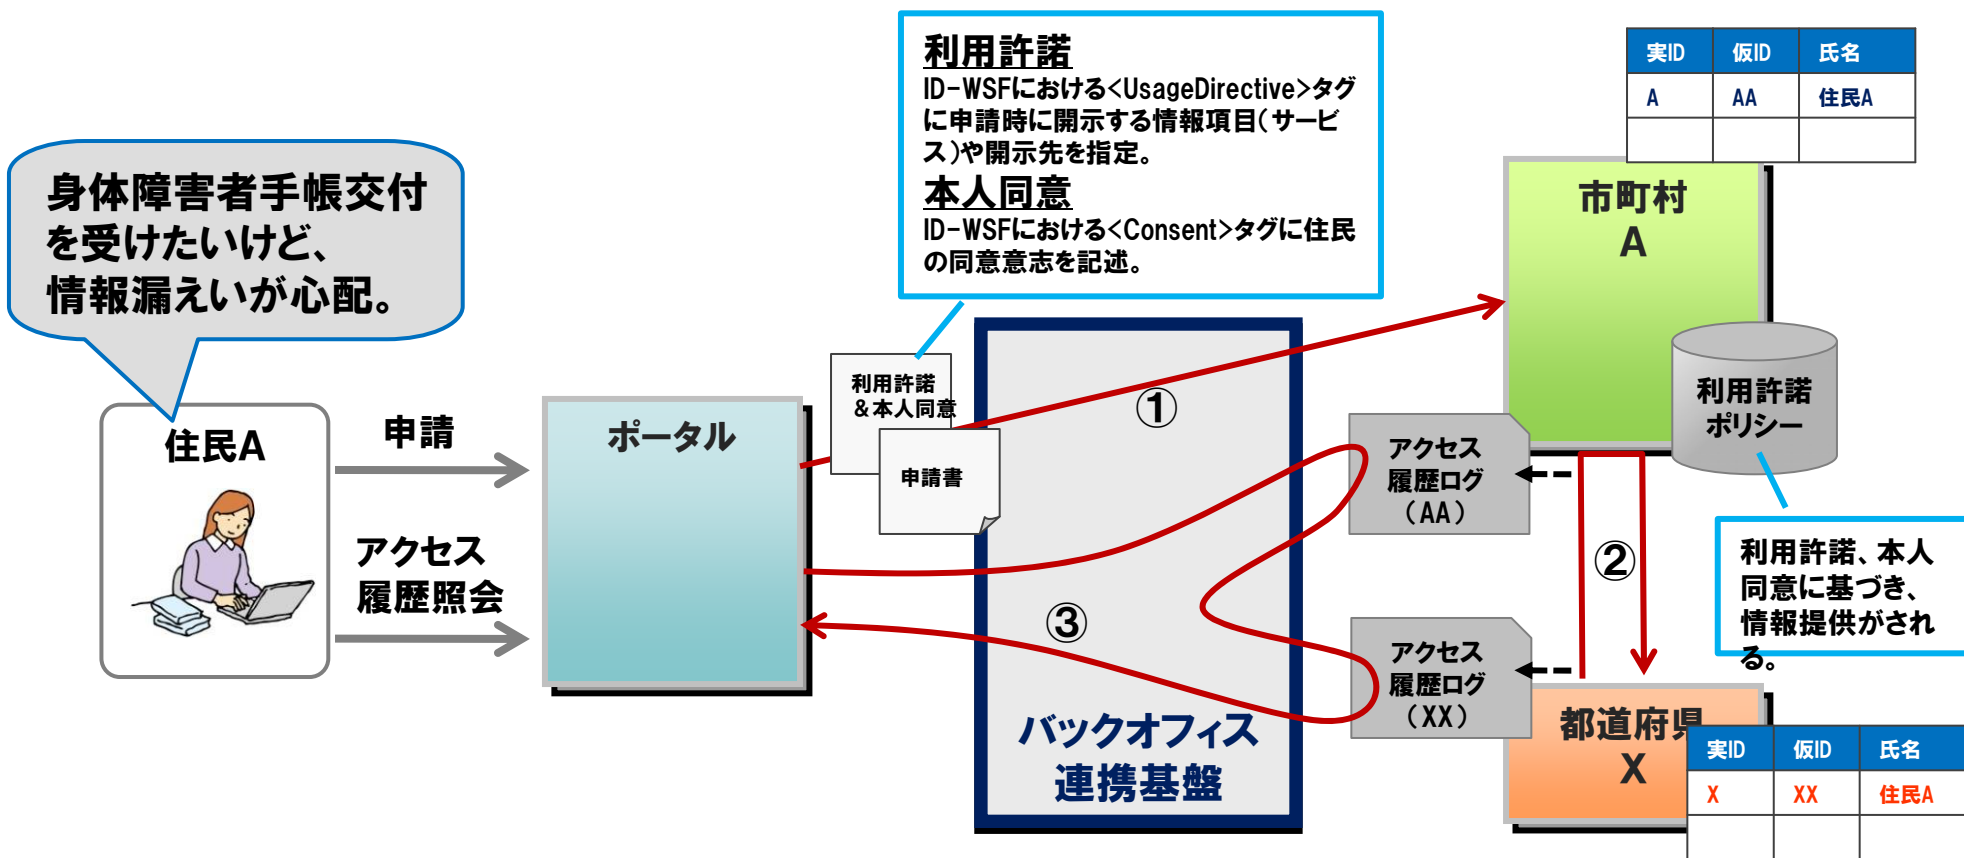 利用許諾
ID-WSFにおける<UsageDirective>タグ
に申請時に開示する情報項目(サービ
ス)や開示先を指定。
本人同意
ID-WSFにおける<Consent>タグに住民
の同意意志を記述。
実ID 仮ID 氏名
A AA 住民A
身体障害者手帳交付
を受けたいけど、
情報漏えいが心配。
市町村
A
利用許諾
ポリシー
住民A
申請
アクセス
履歴照会
ポータル
利用許諾
&本人同意
申請書
①
②
③
アクセス
履歴ログ
(AA)
アクセス
履歴ログ
(XX)
利用許諾、本人
同意に基づき、
情報提供がされ
る。
バックオフィス
連携基盤
都道府県
X
実ID 仮ID 氏名
X XX 住民A